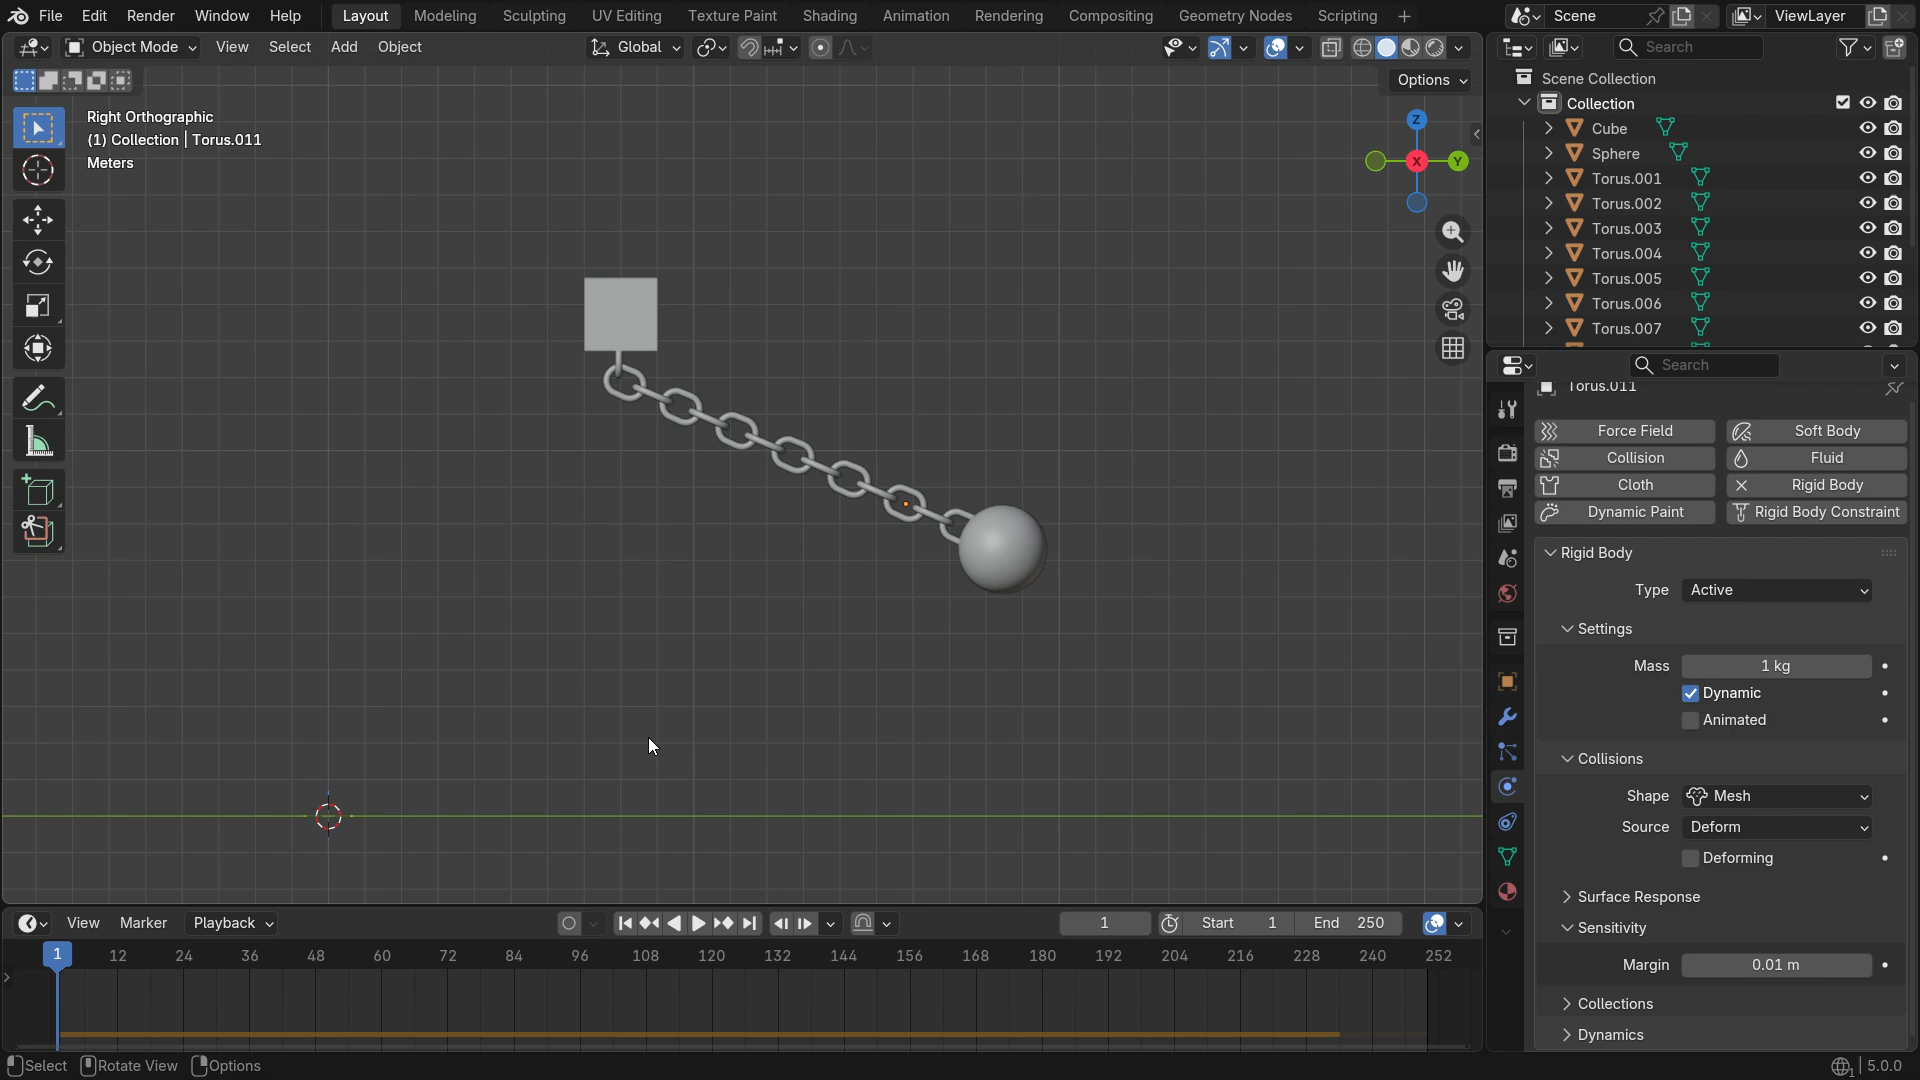 File Edit Render Window Help Layout Modeling Sculpting UV Editing Texture Paint Shading Animation Rendering Compositing Geometry Nodes Scripting Scene ViewLayer
Object Mode View Select Add Object Global Search
Options
Right Orthographic
(1) Collection | Torus.011
Meters
Z
X
Y
Scene Collection
Collection
Cube
Sphere
Torus.001
Torus.002
Torus.003
Torus.004
Torus.005
Torus.006
Torus.007
Search
Torus.011
Force Field Soft Body
Collision Fluid
Cloth Rigid Body
Dynamic Paint Rigid Body Constraint
Rigid Body
Type Active
Settings
Mass 1 kg
Dynamic
Animated
Collisions
Shape Mesh
Source Deform
Deforming
Surface Response
Sensitivity
Margin 0.01 m
Collections
Dynamics
View Marker Playback 1 Start 1 End 250
1 12 24 36 48 60 72 84 96 108 120 132 144 156 168 180 192 204 216 228 240 252
Select Rotate View Options 1 5.0.0